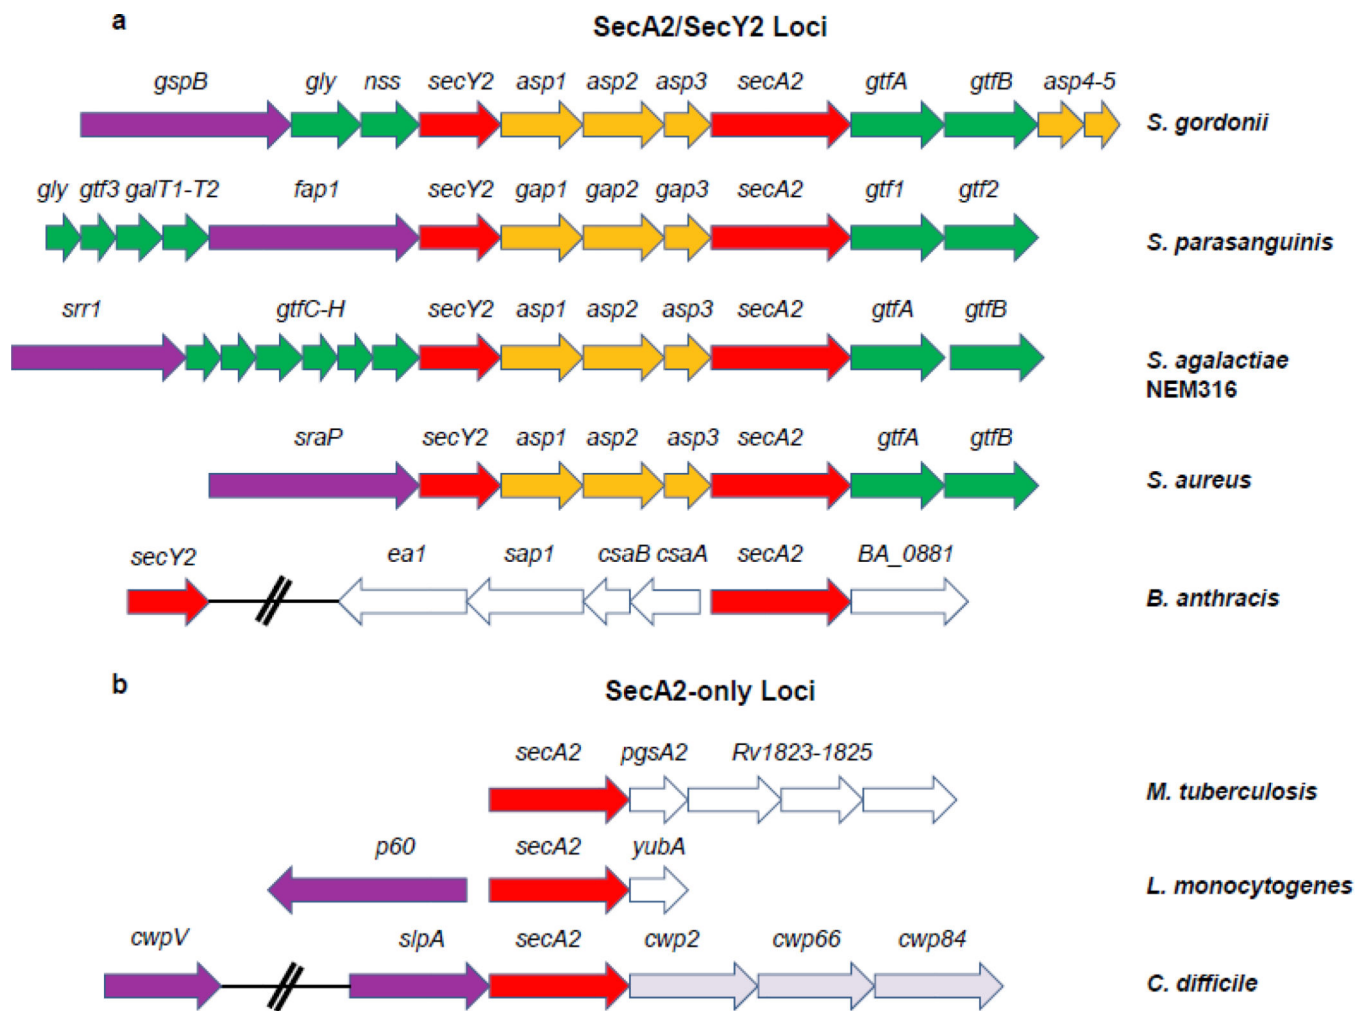 a
SecA2/SecY2 Loci
gspB gly nss secY2 asp1 asp2 asp3 secA2 gtfA gtfB asp4-5
S. gordonii
gly gtf3 galT1-T2 fap1 secY2 gap1 gap2 gap3 secA2 gtf1 gtf2
S. parasanguinis
srr1 gtfC-H secY2 asp1 asp2 asp3 secA2 gtfA gtfB
S. agalactiae
NEM316
sraP secY2 asp1 asp2 asp3 secA2 gtfA gtfB
S. aureus
secY2 ea1 sap1 csaB csaA secA2 BA_0881
B. anthracis
b
SecA2-only Loci
secA2 pgsA2 Rv1823-1825
M. tuberculosis
p60 secA2 yubA
L. monocytogenes
cwpV slpA secA2 cwp2 cwp66 cwp84
C. difficile